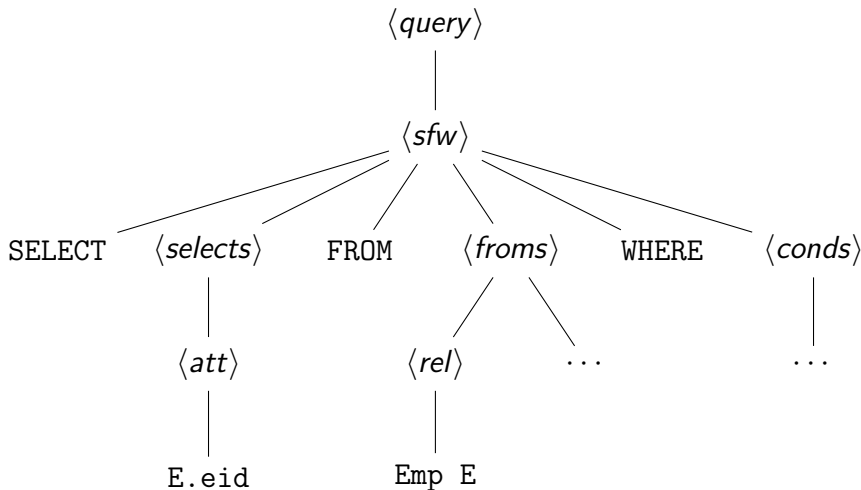 ⟨query⟩
⟨sfw⟩
SELECT ⟨selects⟩ FROM ⟨froms⟩ WHERE ⟨conds⟩
⟨att⟩ ⟨rel⟩ ··· ···
E.eid Emp E